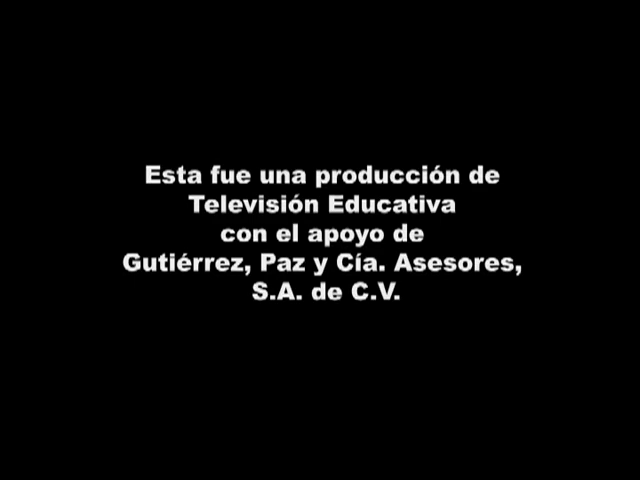 Esta fue una producción de
Televisión Educativa
con el apoyo de
Gutiérrez, Paz y Cía. Asesores,
S.A. de C.V.